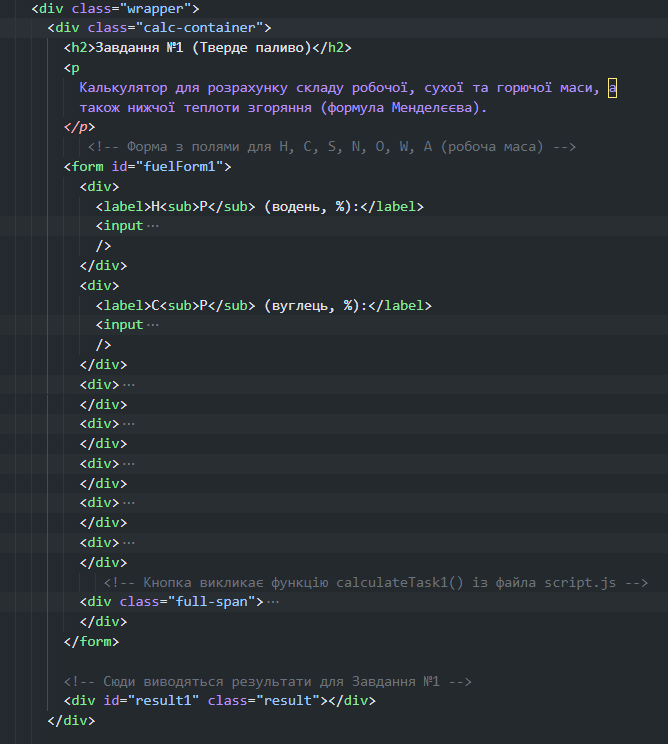 <div class="wrapper">
<div class="calc-container">
<h2>Завдання №1 (Тверде паливо)</h2>
<p
Калькулятор для розрахунку складу робочої, сухої та горючої маси, а
також нижчої теплоти згоряння (формула Менделєєва).
</p>
<!-- Форма з полями для H, C, S, N, O, W, A (робоча маса) -->
<form id="fuelForm1">
<div>
<label>H<sub>P</sub> (водень, %):</label>
<input ···
/>
</div>
<div>
<label>C<sub>P</sub> (вуглець, %):</label>
<input ···
/>
</div>
<div> ···
</div>
<div> ···
</div>
<div> ···
</div>
<div> ···
</div>
<div> ···
</div>
<!-- Кнопка викликає функцію calculateTask1() із файла script.js -->
<div class="full-span"> ···
</div>
</form>
<!-- Сюди виводяться результати для Завдання №1 -->
<div id="result1" class="result"></div>
</div>